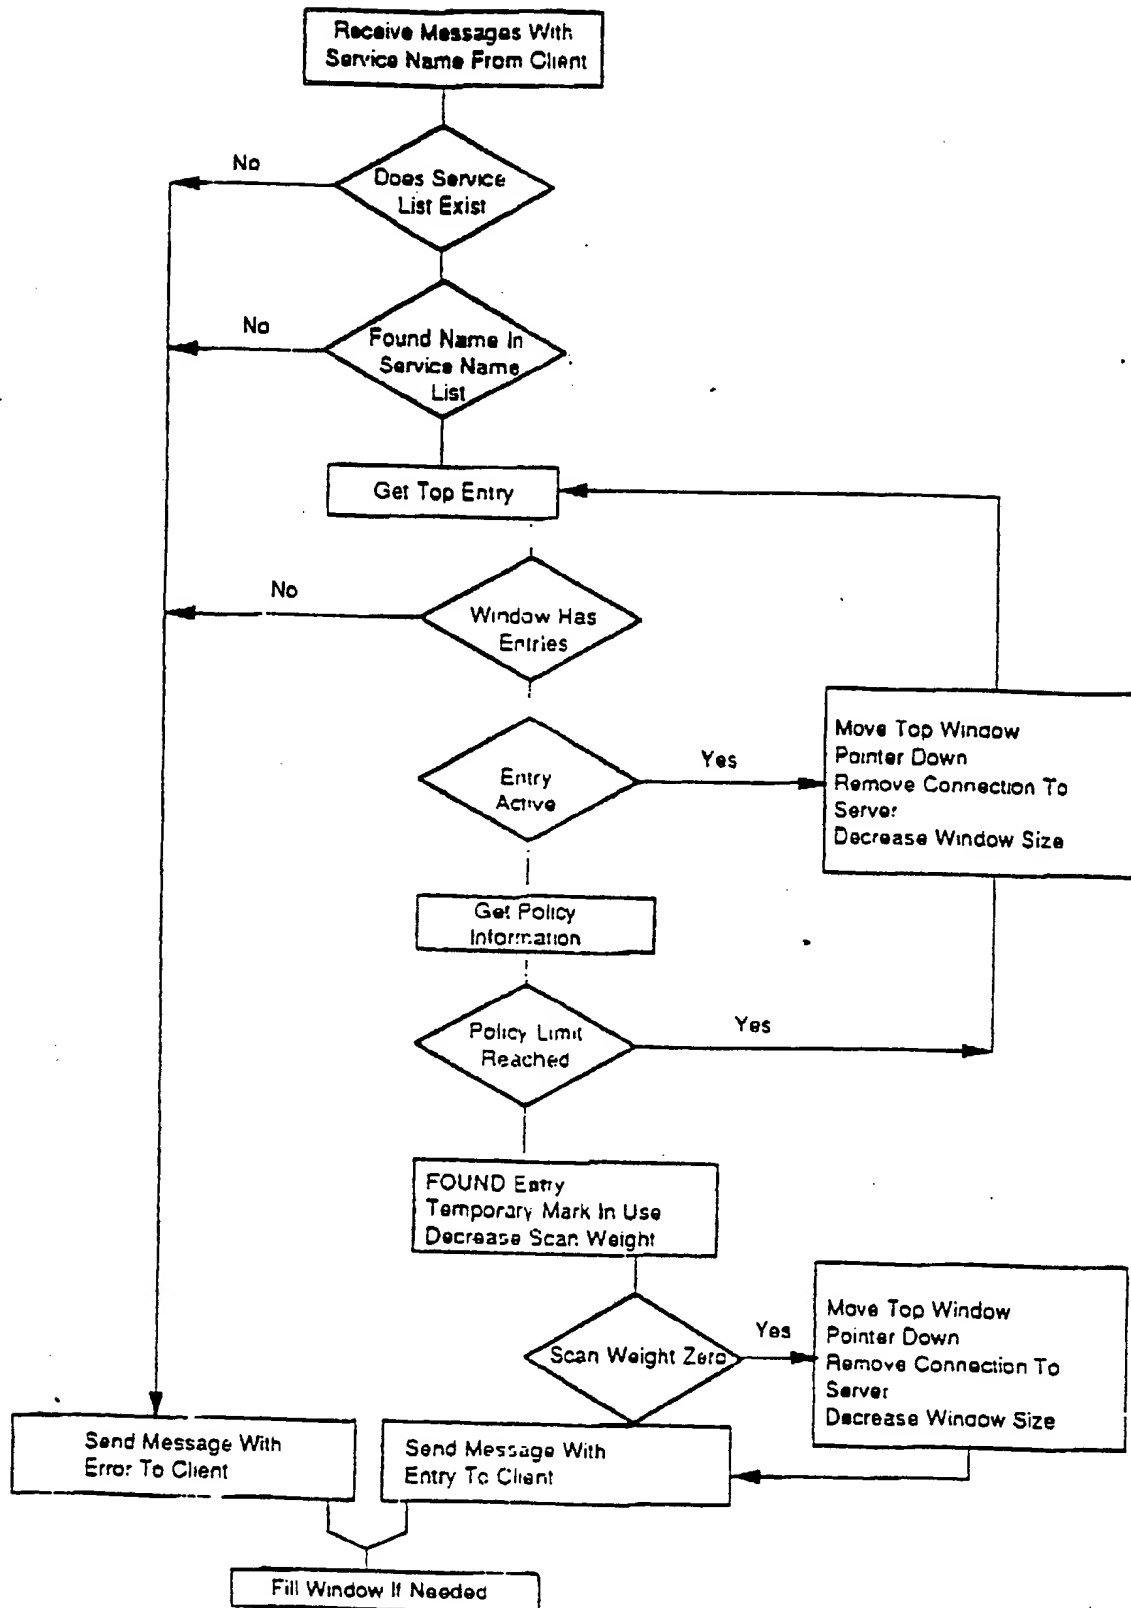 Receive Messages With
Service Name From Client
No
Does Service
List Exist
No
Found Name In
Service Name
List
Get Top Entry
No
Window Has
Entries
Move Top Window
Pointer Down
Remove Connection To
Server
Decrease Window Size
Yes
Entry
Active
Get Policy
Information
Policy Limit
Reached
Yes
FOUND Entry
Temporary Mark In Use
Decrease Scan Weight
Scan Weight Zero
Yes
Move Top Window
Pointer Down
Remove Connection To
Server
Decrease Window Size
Send Message With
Error To Client
Send Message With
Entry To Client
Fill Window If Needed